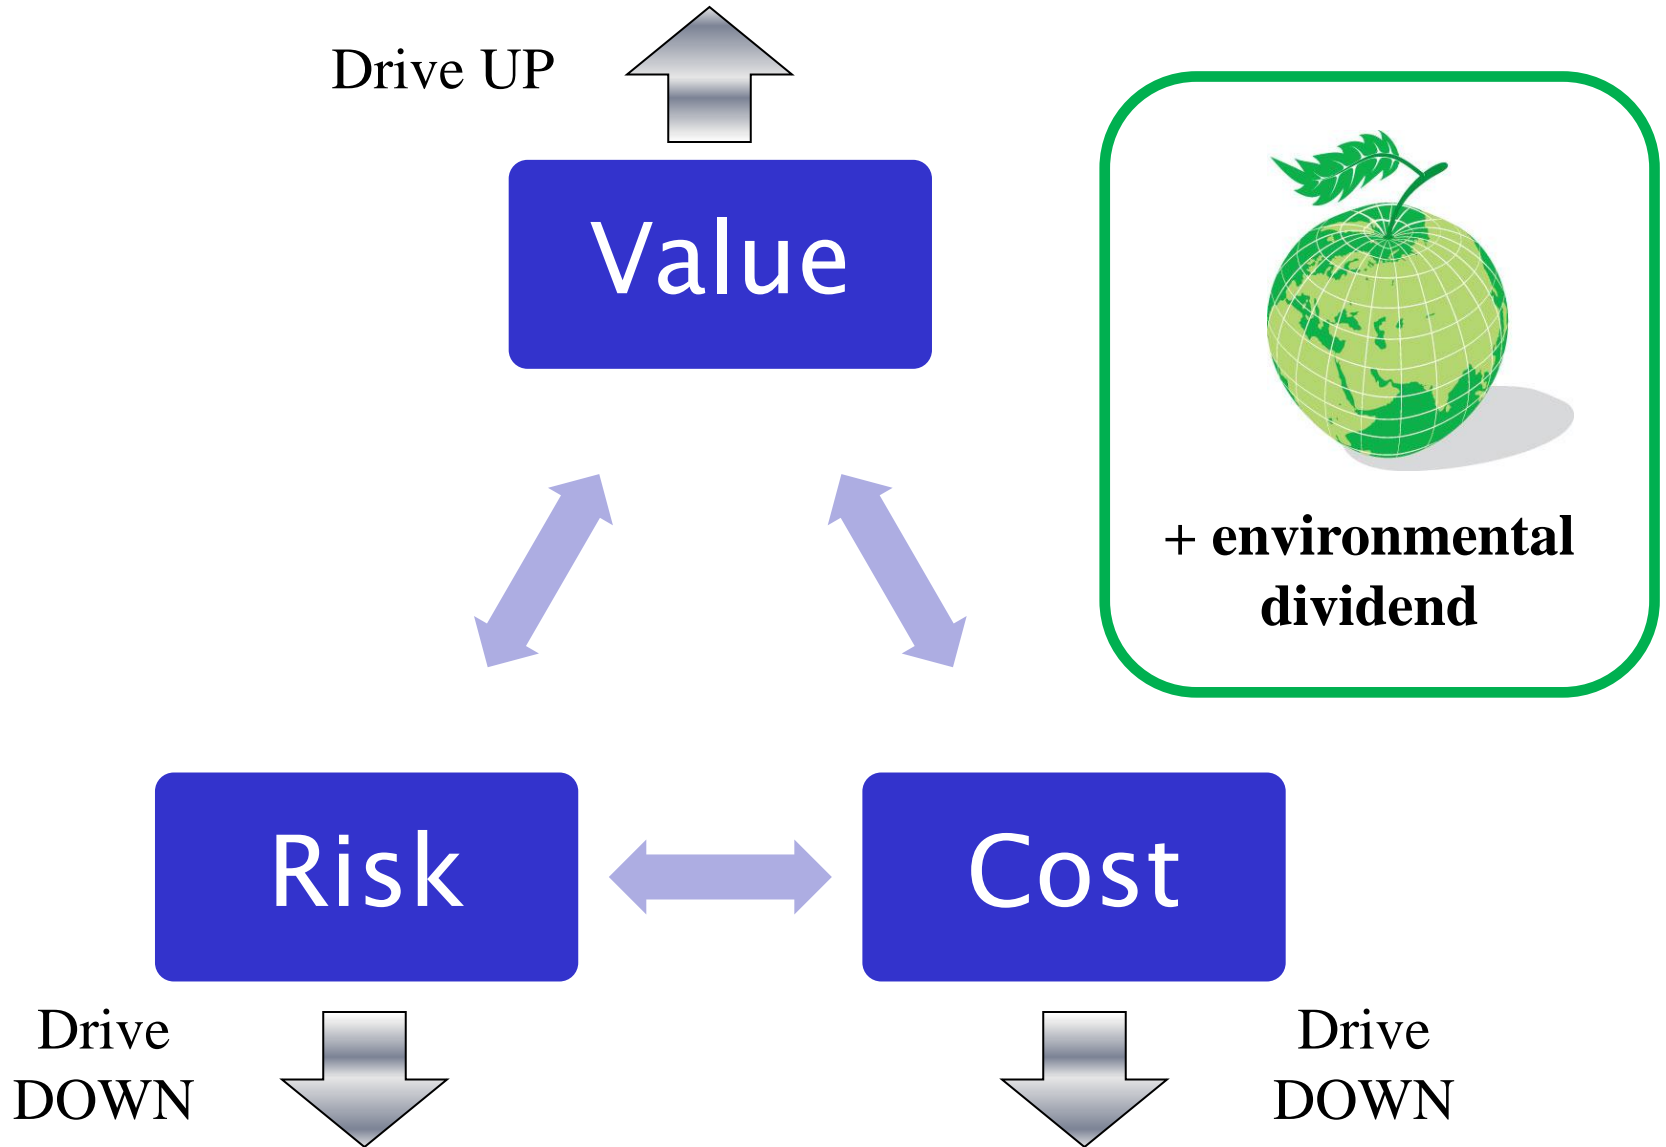 Drive UP
Value
+ environmental
dividend
Risk
Cost
Drive
DOWN
Drive
DOWN